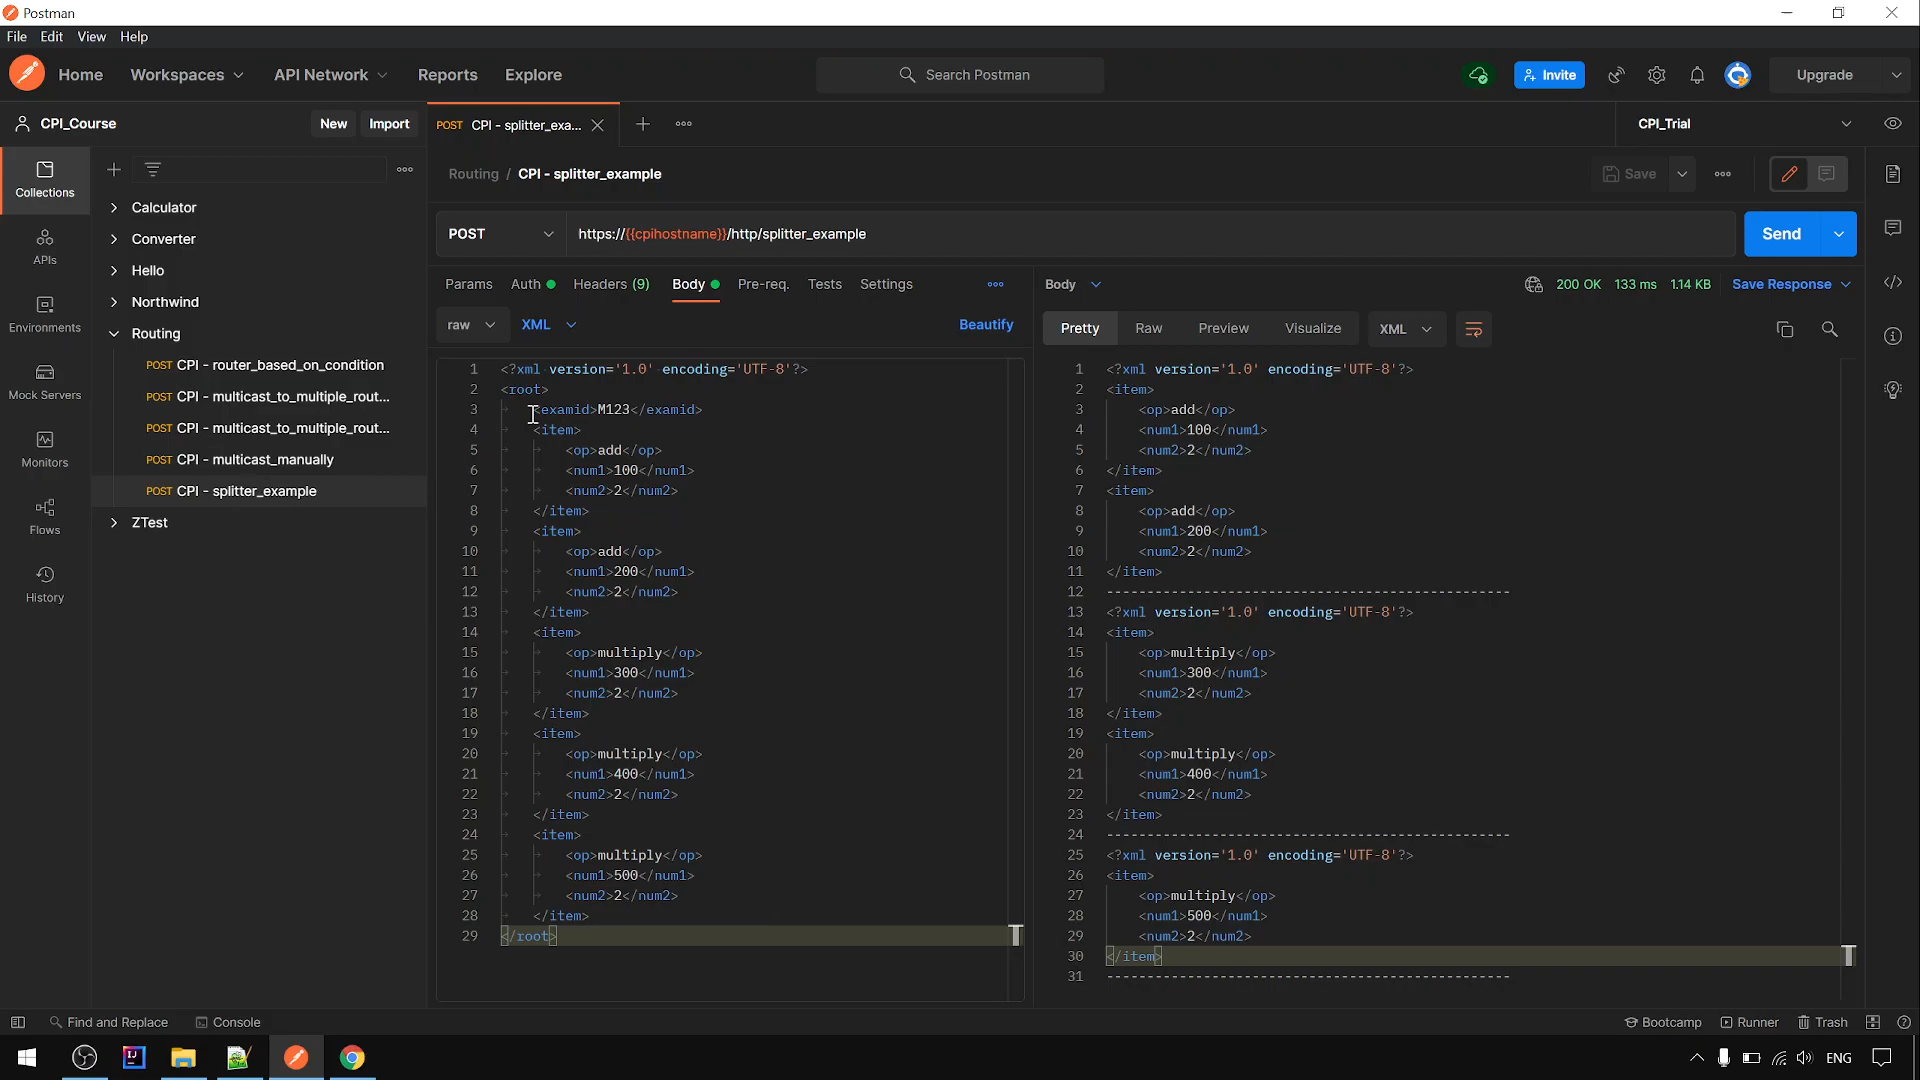 Postman
File Edit View Help
Home Workspaces API Network Reports Explore Search Postman Invite Upgrade
CPI_Course New Import POST CPI - splitter_exa... CPI_Trial
Routing / CPI - splitter_example Save
Collections
APIs
Environments
Mock Servers
Monitors
Flows
History
Calculator
Converter
Hello
Northwind
Routing
POST CPI - router_based_on_condition
POST CPI - multicast_to_multiple_rout...
POST CPI - multicast_to_multiple_rout...
POST CPI - multicast_manually
POST CPI - splitter_example
ZTest
POST https://{{cpihostname}}/http/splitter_example Send
Params Auth Headers (9) Body Pre-req. Tests Settings
raw XML Beautify
1 <?xml version='1.0' encoding='UTF-8'?>
2 <root>
3 <examid>M123</examid>
4 <item>
5 <op>add</op>
6 <num1>100</num1>
7 <num2>2</num2>
8 </item>
9 <item>
10 <op>add</op>
11 <num1>200</num1>
12 <num2>2</num2>
13 </item>
14 <item>
15 <op>multiply</op>
16 <num1>300</num1>
17 <num2>2</num2>
18 </item>
19 <item>
20 <op>multiply</op>
21 <num1>400</num1>
22 <num2>2</num2>
23 </item>
24 <item>
25 <op>multiply</op>
26 <num1>500</num1>
27 <num2>2</num2>
28 </item>
29 </root>
Body 200 OK 133 ms 1.14 KB Save Response
Pretty Raw Preview Visualize XML
1 <?xml version='1.0' encoding='UTF-8'?>
2 <item>
3 <op>add</op>
4 <num1>100</num1>
5 <num2>2</num2>
6 </item>
7 <item>
8 <op>add</op>
9 <num1>200</num1>
10 <num2>2</num2>
11 </item>
12 --------------------------------------------------
13 <?xml version='1.0' encoding='UTF-8'?>
14 <item>
15 <op>multiply</op>
16 <num1>300</num1>
17 <num2>2</num2>
18 </item>
19 <item>
20 <op>multiply</op>
21 <num1>400</num1>
22 <num2>2</num2>
23 </item>
24 --------------------------------------------------
25 <?xml version='1.0' encoding='UTF-8'?>
26 <item>
27 <op>multiply</op>
28 <num1>500</num1>
29 <num2>2</num2>
30 </item>
31 --------------------------------------------------
Find and Replace Console Bootcamp Runner Trash
ENG